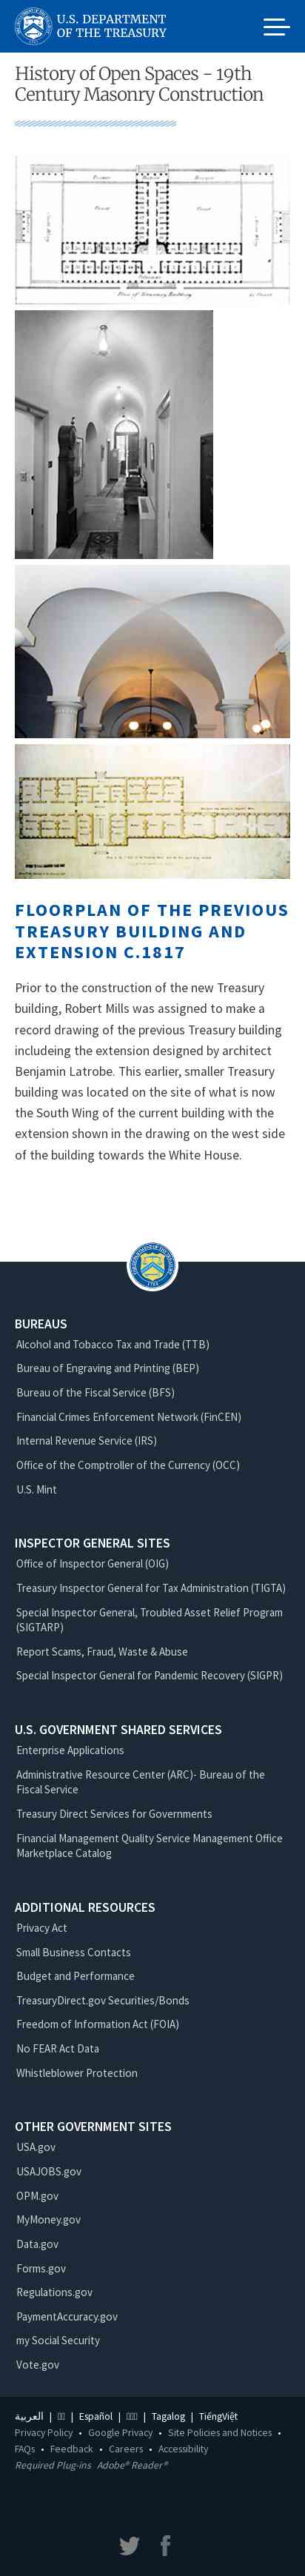 U.S. DEPARTMENT
OF THE TREASURY
History of Open Spaces - 19th
Century Masonry Construction
FLOORPLAN OF THE PREVIOUS
TREASURY BUILDING AND
EXTENSION C.1817
Prior to the construction of the new Treasury
building, Robert Mills was assigned to make a
record drawing of the previous Treasury building
includeing the extension designed by architect
Benjamin Latrobe. This earlier, smaller Treasury
building was located on the site of what is now
the South Wing of the current building with the
extension shown in the drawing on the west side
of the building towards the White House.
BUREAUS
Alcohol and Tobacco Tax and Trade (TTB)
Bureau of Engraving and Printing (BEP)
Bureau of the Fiscal Service (BFS)
Financial Crimes Enforcement Network (FinCEN)
Internal Revenue Service (IRS)
Office of the Comptroller of the Currency (OCC)
U.S. Mint
INSPECTOR GENERAL SITES
Office of Inspector General (OIG)
Treasury Inspector General for Tax Administration (TIGTA)
Special Inspector General, Troubled Asset Relief Program
(SIGTARP)
Report Scams, Fraud, Waste & Abuse
Special Inspector General for Pandemic Recovery (SIGPR)
U.S. GOVERNMENT SHARED SERVICES
Enterprise Applications
Administrative Resource Center (ARC)- Bureau of the
Fiscal Service
Treasury Direct Services for Governments
Financial Management Quality Service Management Office
Marketplace Catalog
ADDITIONAL RESOURCES
Privacy Act
Small Business Contacts
Budget and Performance
TreasuryDirect.gov Securities/Bonds
Freedom of Information Act (FOIA)
No FEAR Act Data
Whistleblower Protection
OTHER GOVERNMENT SITES
USA.gov
USAJOBS.gov
OPM.gov
MyMoney.gov
Data.gov
Forms.gov
Regulations.gov
PaymentAccuracy.gov
my Social Security
Vote.gov
العربية | | Español | | Tagalog | TiếngViệt
Privacy Policy • Google Privacy • Site Policies and Notices •
FAQs • Feedback • Careers • Accessibility
Required Plug-ins Adobe® Reader®